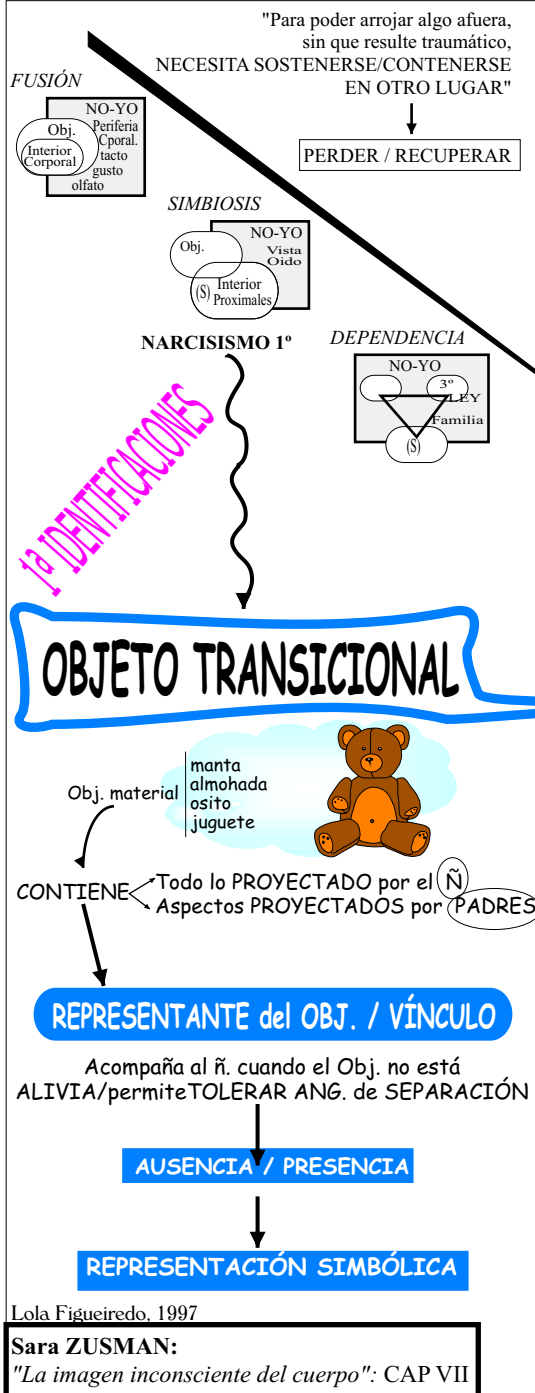 "Para poder arrojar algo afuera,
sin que resulte traumático,
NECESITA SOSTENERSE/CONTENERSE
EN OTRO LUGAR"
PERDER / RECUPERAR
FUSIÓN
NO-YO
Obj.
Periferia
Cporal.
Interior
Corporal
tacto
gusto
olfato
SIMBIOSIS
NO-YO
Obj.
Vista
Oido
(S) Interior
Proximales
NARCISISMO 1º
DEPENDENCIA
NO-YO
3º
LEY
Familia
(S)
1ª IDENTIFICACIONES
OBJETO TRANSICIONAL
Obj. material
manta
almohada
osito
juguete
CONTIENE
Todo lo PROYECTADO por el Ñ
Aspectos PROYECTADOS por PADRES
REPRESENTANTE del OBJ. / VÍNCULO
Acompaña al ñ. cuando el Obj. no está
ALIVIA/permiteTOLERAR ANG. de SEPARACIÓN
AUSENCIA / PRESENCIA
REPRESENTACIÓN SIMBÓLICA
Lola Figueiredo, 1997
Sara ZUSMAN:
"La imagen inconsciente del cuerpo": CAP VII